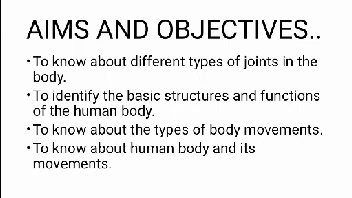 AIMS AND OBJECTIVES..
• To know about different types of joints in the
body.
• To identify the basic structures and functions
of the human body.
• To know about the types of body movements.
• To know about human body and its
movements.